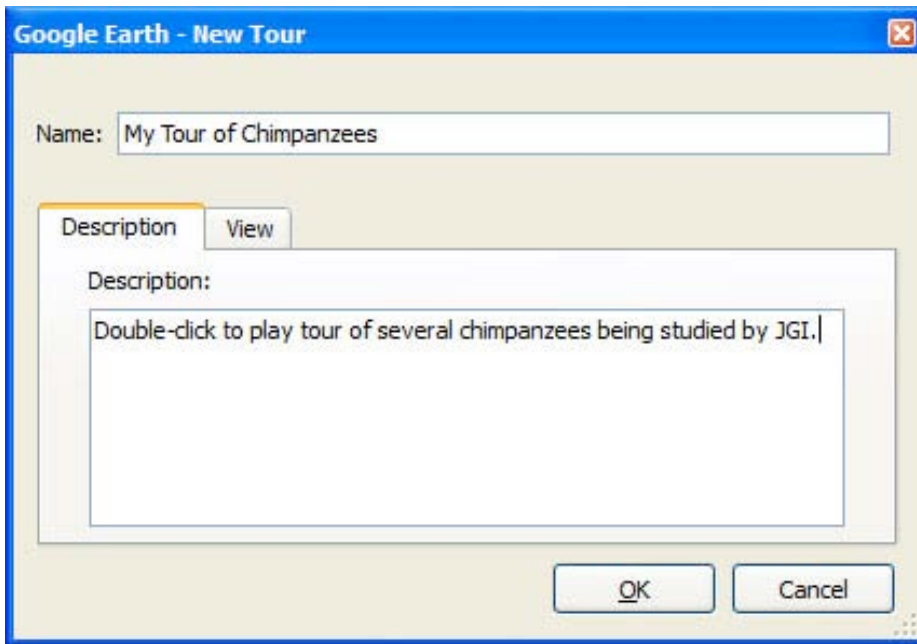 Google Earth - New Tour
Name: My Tour of Chimpanzees
Description View
Description:
Double-click to play tour of several chimpanzees being studied by JGI.
OK Cancel